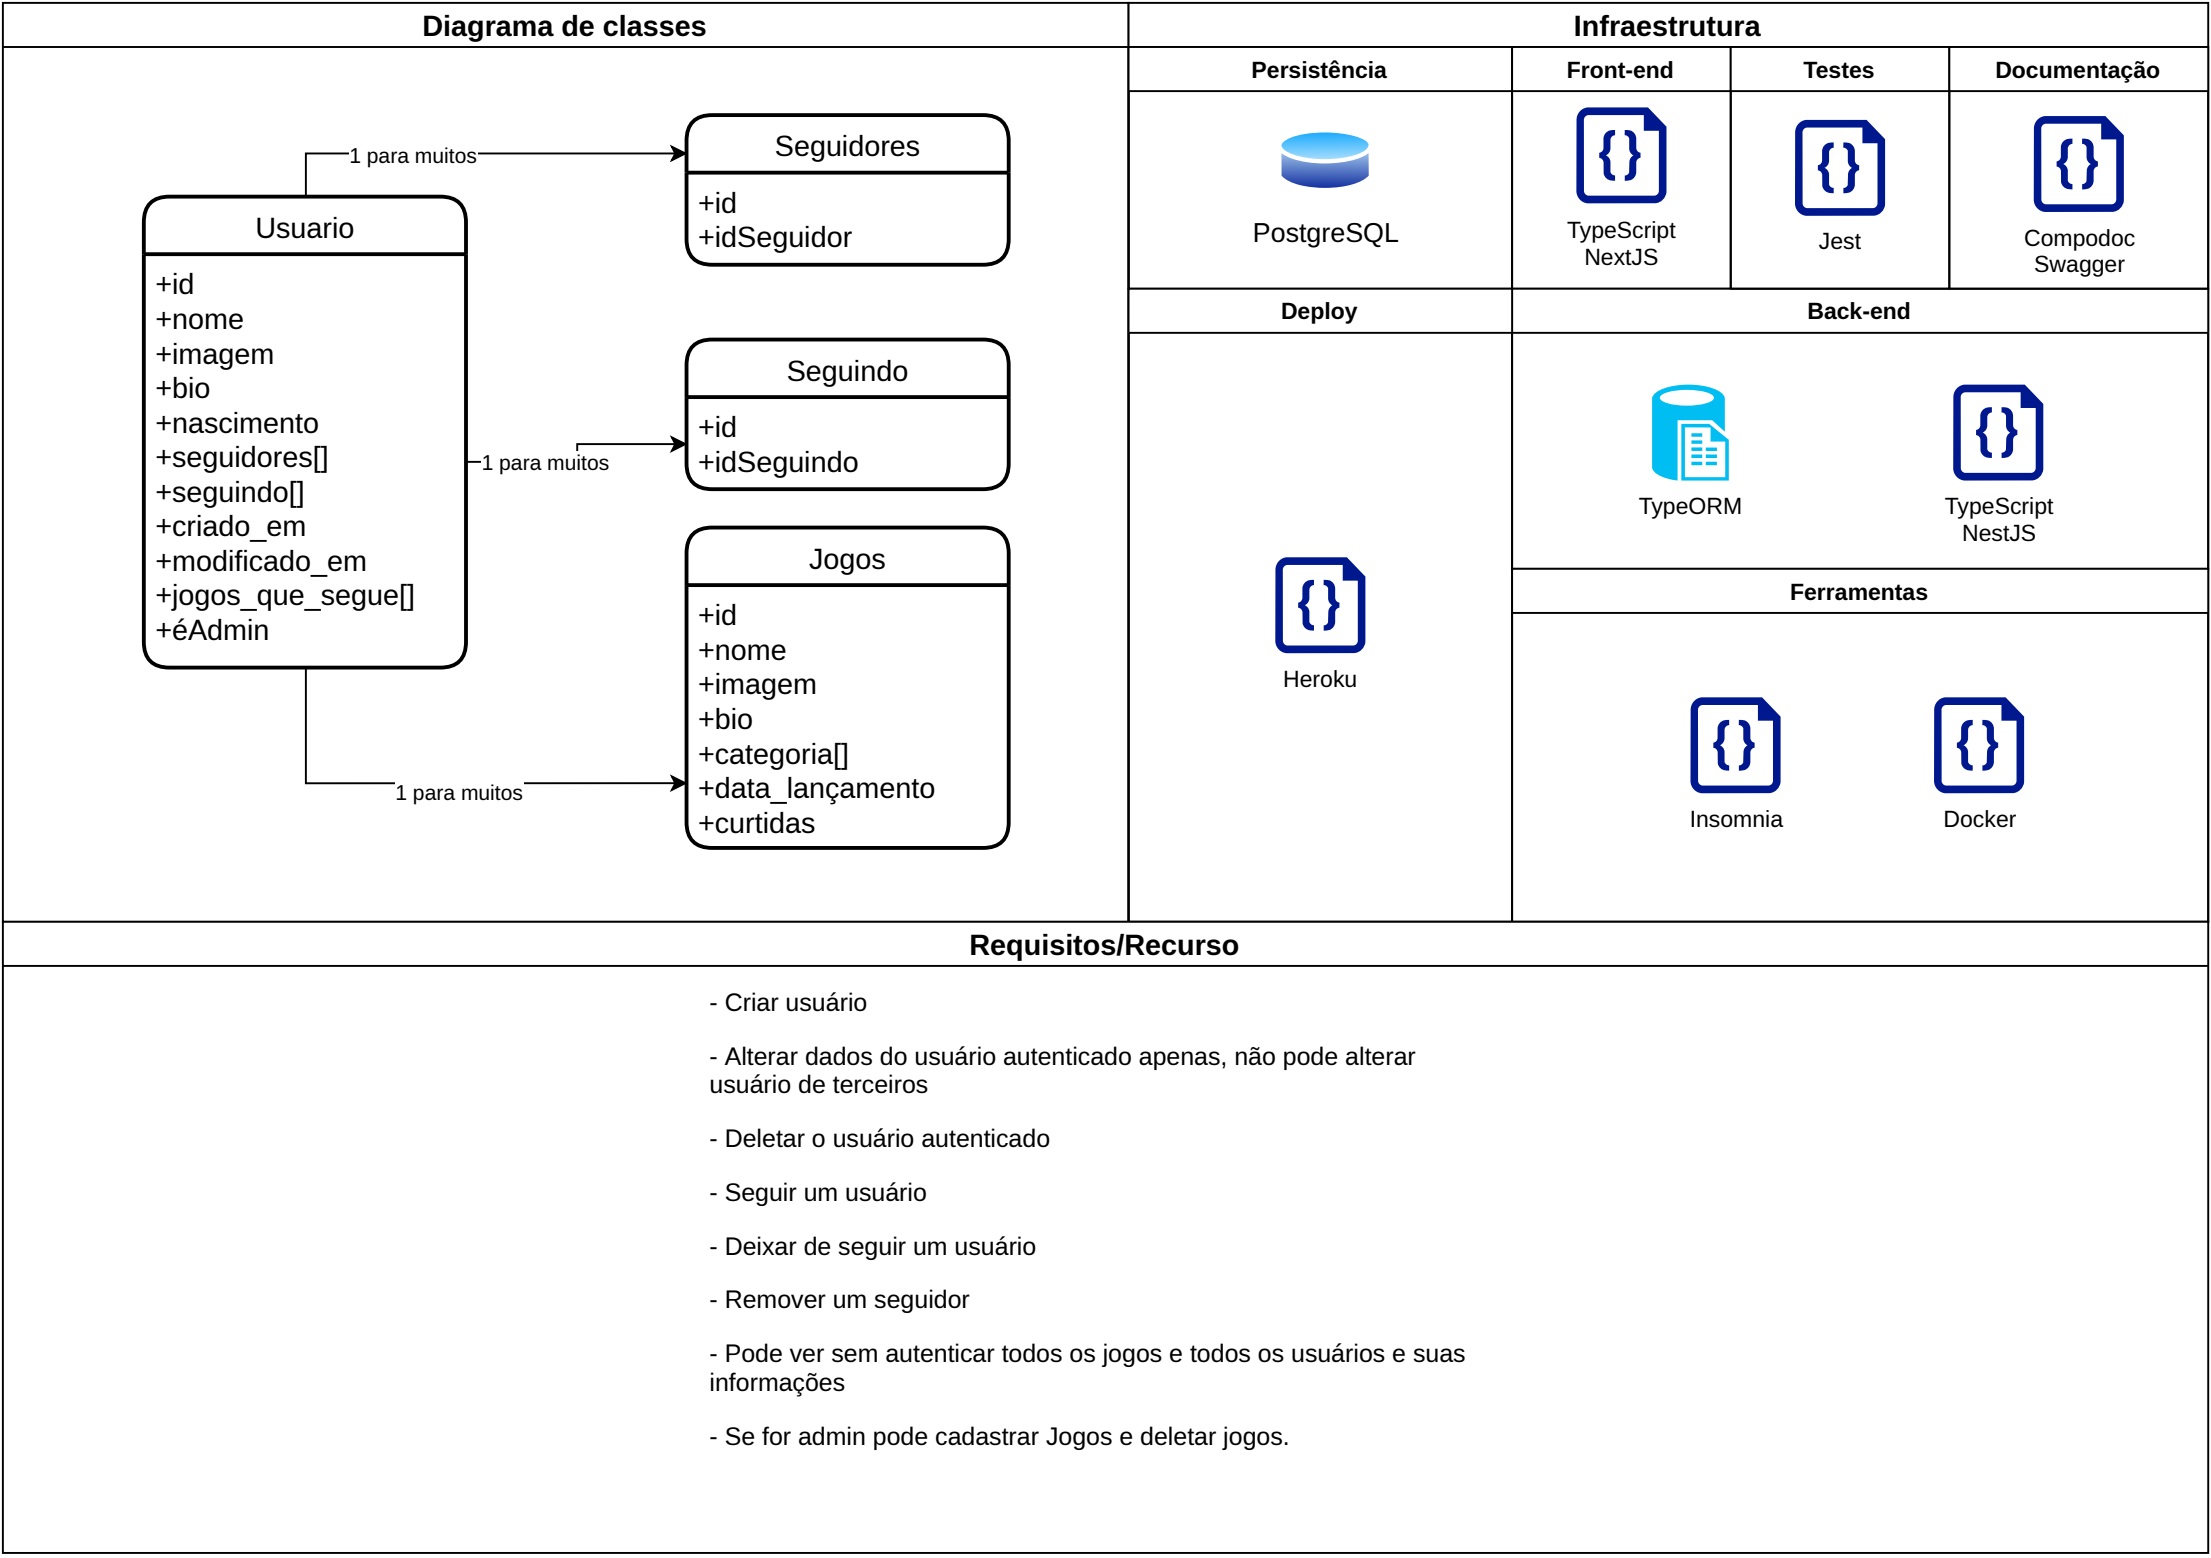 Diagrama de classes
1 para muitos
Usuario
+id
+nome
+imagem
+bio
+nascimento
+seguidores[]
+seguindo[]
+criado_em
+modificado_em
+jogos_que_segue[]
+éAdmin
Seguidores
+id
+idSeguidor
1 para muitos
Seguindo
+id
+idSeguindo
1 para muitos
Jogos
+id
+nome
+imagem
+bio
+categoria[]
+data_lançamento
+curtidas
Infraestrutura
Persistência
PostgreSQL
Front-end
TypeScript
NextJS
Testes
Jest
Documentação
Compodoc
Swagger
Deploy
Heroku
Back-end
TypeORM
TypeScript
NestJS
Ferramentas
Insomnia
Docker
Requisitos/Recurso
- Criar usuário
- Alterar dados do usuário autenticado apenas, não pode alterar
usuário de terceiros
- Deletar o usuário autenticado
- Seguir um usuário
- Deixar de seguir um usuário
- Remover um seguidor
- Pode ver sem autenticar todos os jogos e todos os usuários e suas
informações
- Se for admin pode cadastrar Jogos e deletar jogos.